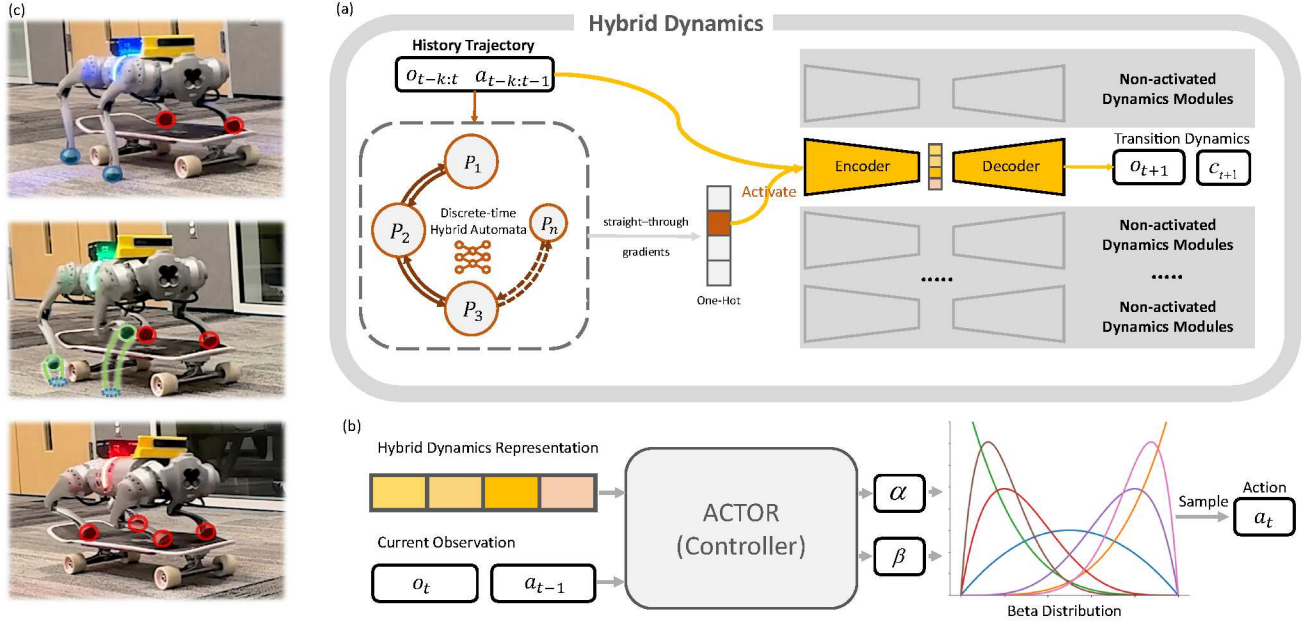 (c)
(a)
Hybrid Dynamics
History Trajectory
o_{t−k:t} a_{t−k:t−1}
P_1
P_2
P_3
P_n
Discrete-time
Hybrid Automata
straight–through
gradients
One-Hot
Activate
Non-activated
Dynamics Modules
Encoder
Decoder
Transition Dynamics
o_{t+1} c_{t+1}
Non-activated
Dynamics Modules
.....
.....
Non-activated
Dynamics Modules
(b)
Hybrid Dynamics Representation
Current Observation
o_t a_{t−1}
ACTOR
(Controller)
α
β
Beta Distribution
Sample
Action
a_t